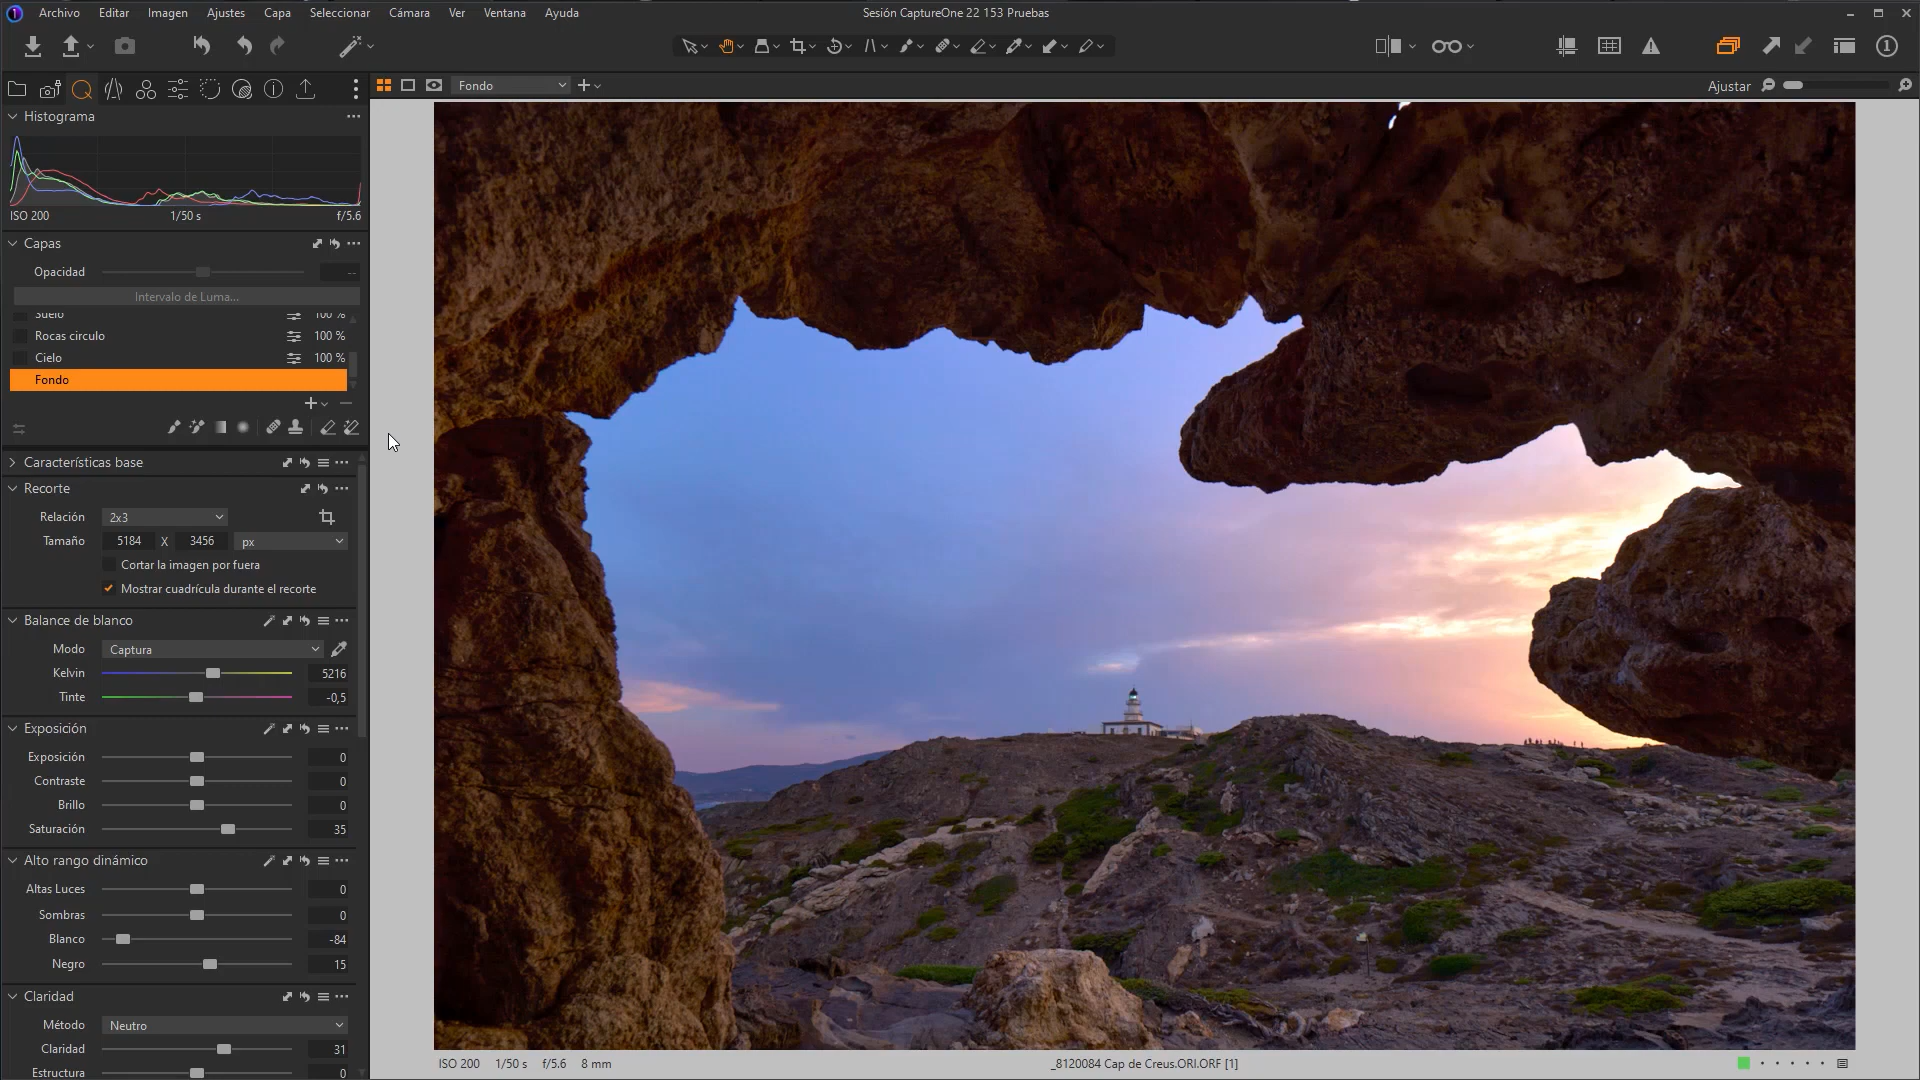 Archivo Editar Imagen Ajustes Capa Seleccionar Cámara Ver Ventana Ayuda Sesión CaptureOne 22 153 Pruebas
Fondo Ajustar
Histograma
ISO 200 1/50 s f/5.6
Capas
Opacidad --
Intervalo de Luma...
Suelo 100 %
Rocas circulo 100 %
Cielo 100 %
Fondo
Características base
Recorte
Relación 2x3
Tamaño 5184 X 3456 px
Cortar la imagen por fuera
Mostrar cuadrícula durante el recorte
Balance de blanco
Modo Captura
Kelvin 5216
Tinte -0,5
Exposición
Exposición 0
Contraste 0
Brillo 0
Saturación 35
Alto rango dinámico
Altas Luces 0
Sombras 0
Blanco -84
Negro 15
Claridad
Método Neutro
Claridad 31
Estructura 0
ISO 200 1/50 s f/5.6 8 mm _8120084 Cap de Creus.ORI.ORF [1]